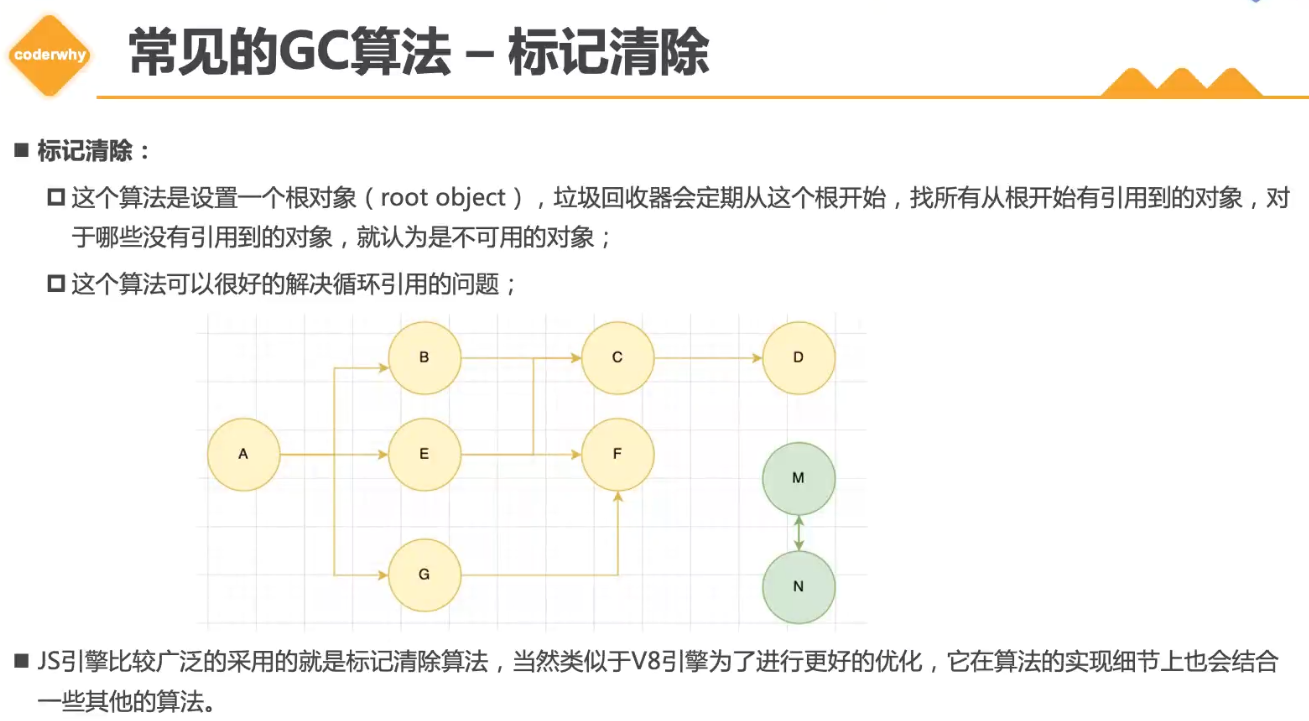 coderwhy
常见的GC算法 – 标记清除
■ 标记清除：
这个算法是设置一个根对象（root object），垃圾回收器会定期从这个根开始，找所有从根开始有引用到的对象，对
于哪些没有引用到的对象，就认为是不可用的对象；
这个算法可以很好的解决循环引用的问题；
B
C
D
A
E
F
M
G
N
■ JS引擎比较广泛的采用的就是标记清除算法，当然类似于V8引擎为了进行更好的优化，它在算法的实现细节上也会结合
一些其他的算法。